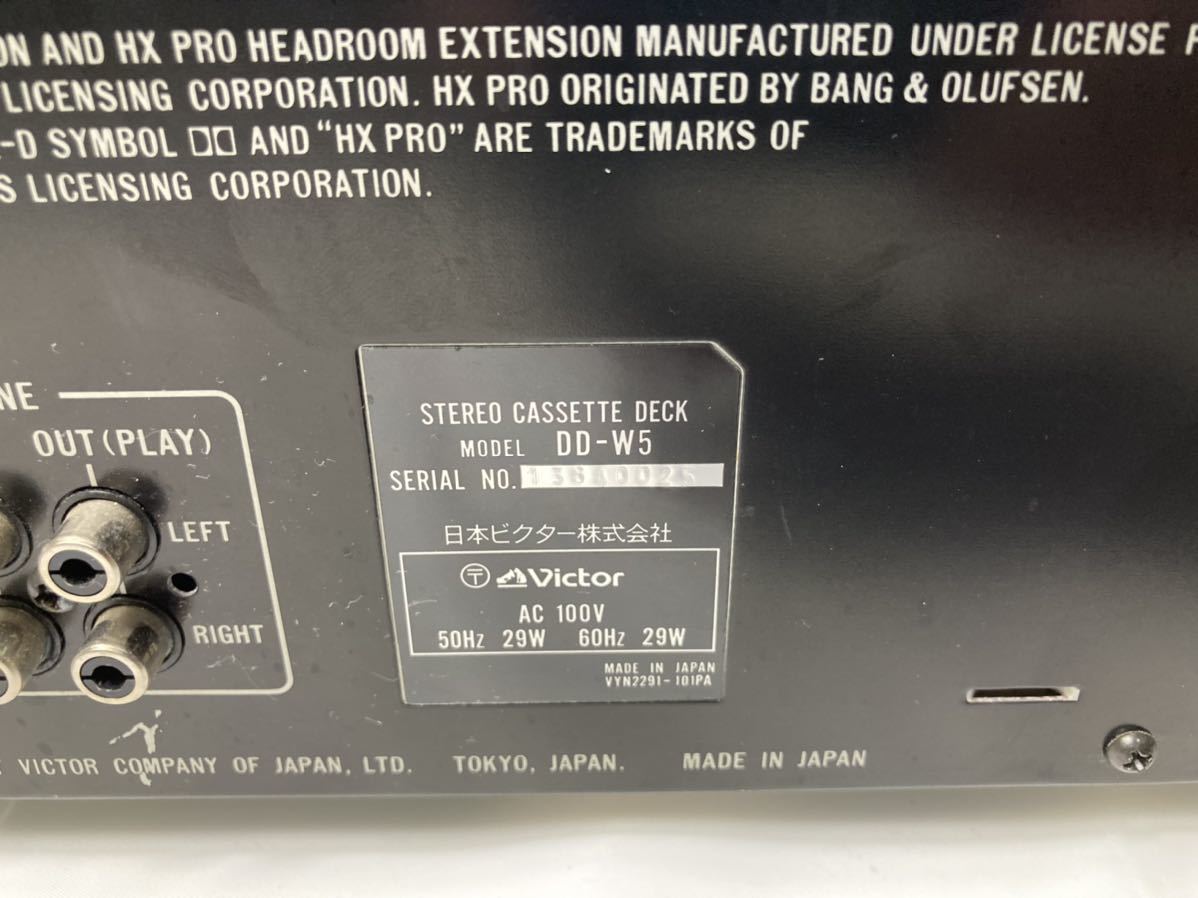 ON AND HX PRO HEADROOM EXTENSION MANUFACTURED UNDER LICENSE
LICENSING CORPORATION. HX PRO ORIGINATED BY BANG & OLUFSEN.
-D SYMBOL AND "HX PRO" ARE TRADEMARKS OF
S LICENSING CORPORATION.
NE
OUT (PLAY)
LEFT
RIGHT
STEREO CASSETTE DECK
MODEL DD-W5
SERIAL NO.
日本ビクター株式会社
Victor
AC 100V
50Hz 29W 60Hz 29W
MADE IN JAPAN
VYN2291-101PA
VICTOR COMPANY OF JAPAN, LTD. TOKYO, JAPAN. MADE IN JAPAN